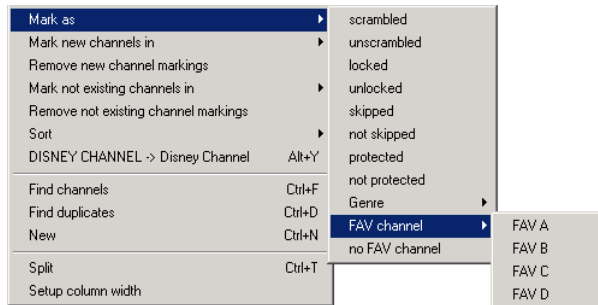 Mark as
Mark new channels in
Remove new channel markings
Mark not existing channels in
Remove not existing channel markings
Sort
DISNEY CHANNEL -> Disney Channel Alt+Y
Find channels Ctrl+F
Find duplicates Ctrl+D
New Ctrl+N
Split Ctrl+T
Setup column width
scrambled
unscrambled
locked
unlocked
skipped
not skipped
protected
not protected
Genre
FAV channel
no FAV channel
FAV A
FAV B
FAV C
FAV D